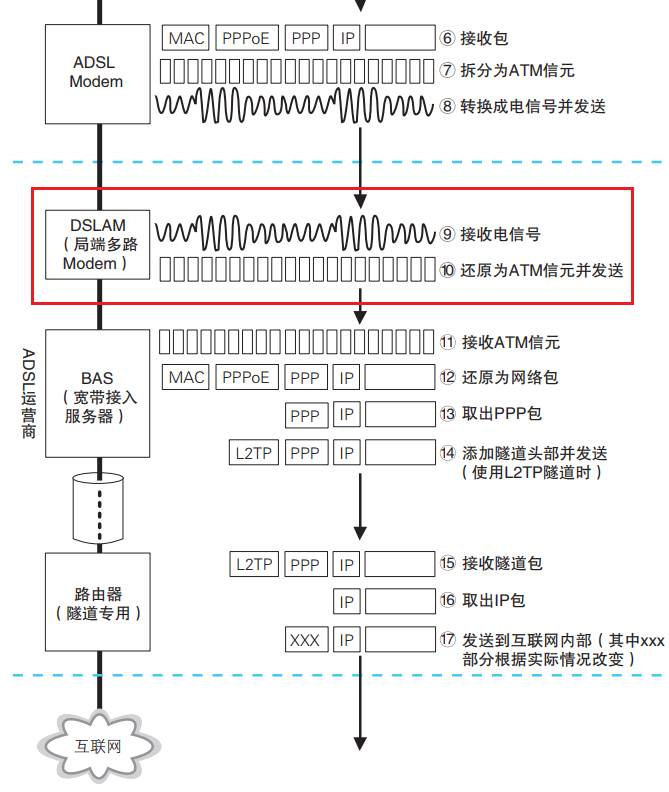 ADSL
Modem
MAC PPPoE PPP IP ⑥ 接收包
⑦ 拆分为ATM信元
⑧ 转换成电信号并发送
DSLAM
（局端多路
Modem）
⑨ 接收电信号
⑩ 还原为ATM信元并发送
ADSL运营商
BAS
（宽带接入
服务器）
⑪ 接收ATM信元
MAC PPPoE PPP IP ⑫ 还原为网络包
PPP IP ⑬ 取出PPP包
L2TP PPP IP ⑭ 添加隧道头部并发送
（使用L2TP隧道时）
路由器
（隧道专用）
L2TP PPP IP ⑮ 接收隧道包
IP ⑯ 取出IP包
XXX IP ⑰ 发送到互联网内部（其中xxx
部分根据实际情况改变）
互联网